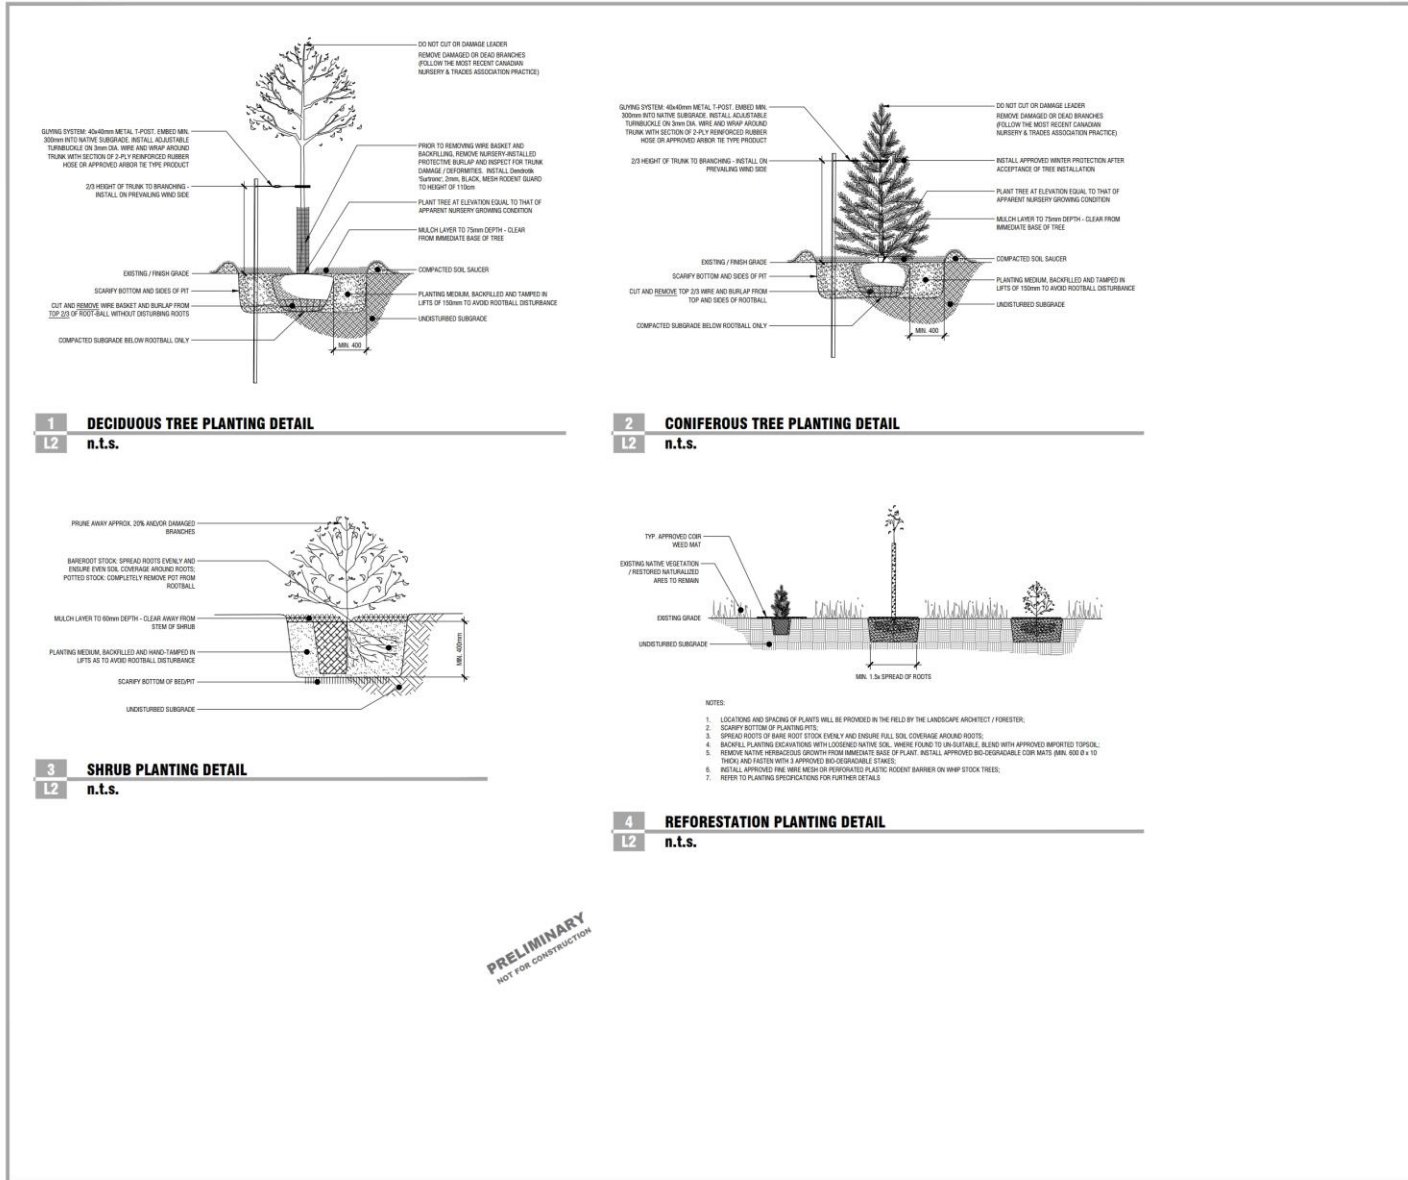 DO NOT CUT OR DAMAGE LEADER
REMOVE DAMAGED OR DEAD BRANCHES
(FOLLOW THE MOST RECENT CANADIAN
NURSERY & TRADES ASSOCIATION PRACTICE)
GUYING SYSTEM: 40x40mm METAL T-POST. EMBED MIN.
300mm INTO NATIVE SUBGRADE. INSTALL ADJUSTABLE
TURNBUCKLE ON 3mm DIA. WIRE AND WRAP AROUND
TRUNK WITH SECTION OF 2-PLY REINFORCED RUBBER
HOSE OR APPROVED ARBOR TIE TYPE PRODUCT
2/3 HEIGHT OF TRUNK TO BRANCHING -
INSTALL ON PREVAILING WIND SIDE
PRIOR TO REMOVING WIRE BASKET AND
BACKFILLING, REMOVE NURSERY-INSTALLED
PROTECTIVE BURLAP AND INSPECT FOR TRUNK
DAMAGE / DEFORMITIES. INSTALL Dendrotik
'Surtronc', 2mm, BLACK, MESH RODENT GUARD
TO HEIGHT OF 110cm
PLANT TREE AT ELEVATION EQUAL TO THAT OF
APPARENT NURSERY GROWING CONDITION
MULCH LAYER TO 75mm DEPTH - CLEAR
FROM IMMEDIATE BASE OF TREE
EXISTING / FINISH GRADE
COMPACTED SOIL SAUCER
SCARIFY BOTTOM AND SIDES OF PIT
PLANTING MEDIUM, BACKFILLED AND TAMPED IN
LIFTS OF 150mm TO AVOID ROOTBALL DISTURBANCE
CUT AND REMOVE WIRE BASKET AND BURLAP FROM
TOP 2/3 OF ROOT-BALL WITHOUT DISTURBING ROOTS
UNDISTURBED SUBGRADE
COMPACTED SUBGRADE BELOW ROOTBALL ONLY
MIN. 400
1
L2
DECIDUOUS TREE PLANTING DETAIL
n.t.s.
GUYING SYSTEM: 40x40mm METAL T-POST. EMBED MIN.
300mm INTO NATIVE SUBGRADE. INSTALL ADJUSTABLE
TURNBUCKLE ON 3mm DIA. WIRE AND WRAP AROUND
TRUNK WITH SECTION OF 2-PLY REINFORCED RUBBER
HOSE OR APPROVED ARBOR TIE TYPE PRODUCT
2/3 HEIGHT OF TRUNK TO BRANCHING - INSTALL ON
PREVAILING WIND SIDE
DO NOT CUT OR DAMAGE LEADER
REMOVE DAMAGED OR DEAD BRANCHES
(FOLLOW THE MOST RECENT CANADIAN
NURSERY & TRADES ASSOCIATION PRACTICE)
INSTALL APPROVED WINTER PROTECTION AFTER
ACCEPTANCE OF TREE INSTALLATION
PLANT TREE AT ELEVATION EQUAL TO THAT OF
APPARENT NURSERY GROWING CONDITION
MULCH LAYER TO 75mm DEPTH - CLEAR FROM
IMMEDIATE BASE OF TREE
EXISTING / FINISH GRADE
COMPACTED SOIL SAUCER
SCARIFY BOTTOM AND SIDES OF PIT
PLANTING MEDIUM, BACKFILLED AND TAMPED IN
LIFTS OF 150mm TO AVOID ROOTBALL DISTURBANCE
CUT AND REMOVE TOP 2/3 WIRE AND BURLAP FROM
TOP AND SIDES OF ROOTBALL
UNDISTURBED SUBGRADE
COMPACTED SUBGRADE BELOW ROOTBALL ONLY
MIN. 400
2
L2
CONIFEROUS TREE PLANTING DETAIL
n.t.s.
PRUNE AWAY APPROX. 20% AND/OR DAMAGED
BRANCHES
BAREROOT STOCK: SPREAD ROOTS EVENLY AND
ENSURE EVEN SOIL COVERAGE AROUND ROOTS;
POTTED STOCK: COMPLETELY REMOVE POT FROM
ROOTBALL
MULCH LAYER TO 60mm DEPTH - CLEAR AWAY FROM
STEM OF SHRUB
PLANTING MEDIUM, BACKFILLED AND HAND-TAMPED IN
LIFTS AS TO AVOID ROOTBALL DISTURBANCE
SCARIFY BOTTOM OF BED/PIT
UNDISTURBED SUBGRADE
MIN. 400mm
3
L2
SHRUB PLANTING DETAIL
n.t.s.
TYP. APPROVED COIR
WEED MAT
EXISTING NATIVE VEGETATION
/ RESTORED NATURALIZED
ARES TO REMAIN
EXISTING GRADE
UNDISTURBED SUBGRADE
MIN. 1.5x SPREAD OF ROOTS
NOTES:
1. LOCATIONS AND SPACING OF PLANTS WILL BE PROVIDED IN THE FIELD BY THE LANDSCAPE ARCHITECT / FORESTER;
2. SCARIFY BOTTOM OF PLANTING PITS;
3. SPREAD ROOTS OF BARE ROOT STOCK EVENLY AND ENSURE FULL SOIL COVERAGE AROUND ROOTS;
4. BACKFILL PLANTING EXCAVATIONS WITH LOOSENED NATIVE SOIL. WHERE FOUND TO UN-SUITABLE, BLEND WITH APPROVED IMPORTED TOPSOIL;
5. REMOVE NATIVE HERBACEOUS GROWTH FROM IMMEDIATE BASE OF PLANT. INSTALL APPROVED BIO-DEGRADABLE COIR MATS (MIN. 600 Ø x 10
THICK) AND FASTEN WITH 3 APPROVED BIO-DEGRADABLE STAKES;
6. INSTALL APPROVED FINE WIRE MESH OR PERFORATED PLASTIC RODENT BARRIER ON WHIP STOCK TREES;
7. REFER TO PLANTING SPECIFICATIONS FOR FURTHER DETAILS
4
L2
REFORESTATION PLANTING DETAIL
n.t.s.
PRELIMINARY
NOT FOR CONSTRUCTION